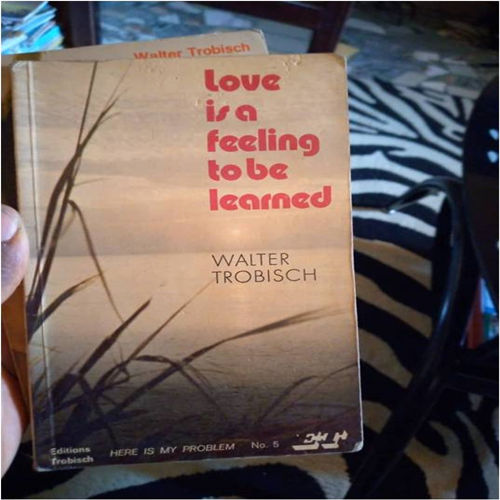 Walter Trobisch
Love
is a
feeling
to be
learned
WALTER
TROBISCH
Editions
Trobisch
HERE IS MY PROBLEM No. 5